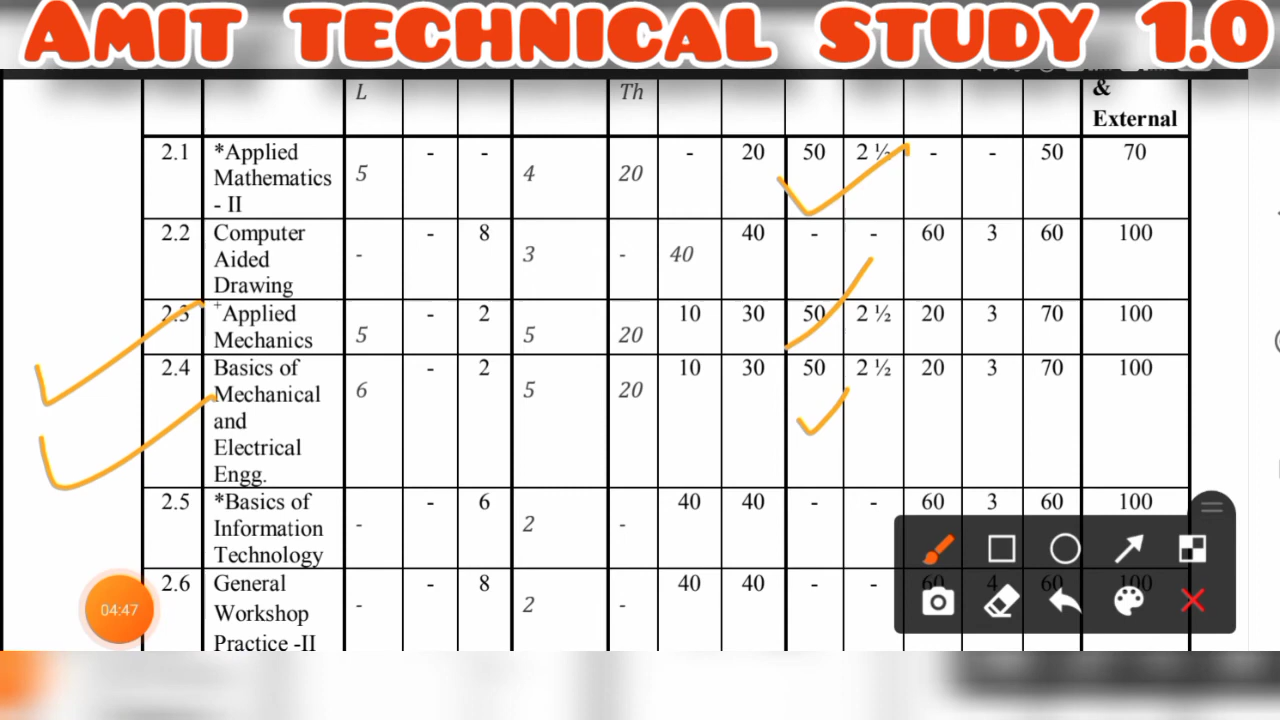 AMIT TECHNICAL STUDY 1.0
L Th &
External
2.1 *Applied - - - 20 50 2 ½ - - 50 70
Mathematics 5 4 20
- II
2.2 Computer - 8 40 - - 60 3 60 100
Aided - 3 - 40
Drawing
2.3 +Applied - 2 10 30 50 2 ½ 20 3 70 100
Mechanics 5 5 20
2.4 Basics of - 2 10 30 50 2 ½ 20 3 70 100
Mechanical 6 5 20
and
Electrical
Engg.
2.5 *Basics of - 6 40 40 - - 60 3 60 100
Information - 2 -
Technology
2.6 General - 8 40 40 - - 60 4 60 100
Workshop - 2 -
Practice -II
04:47